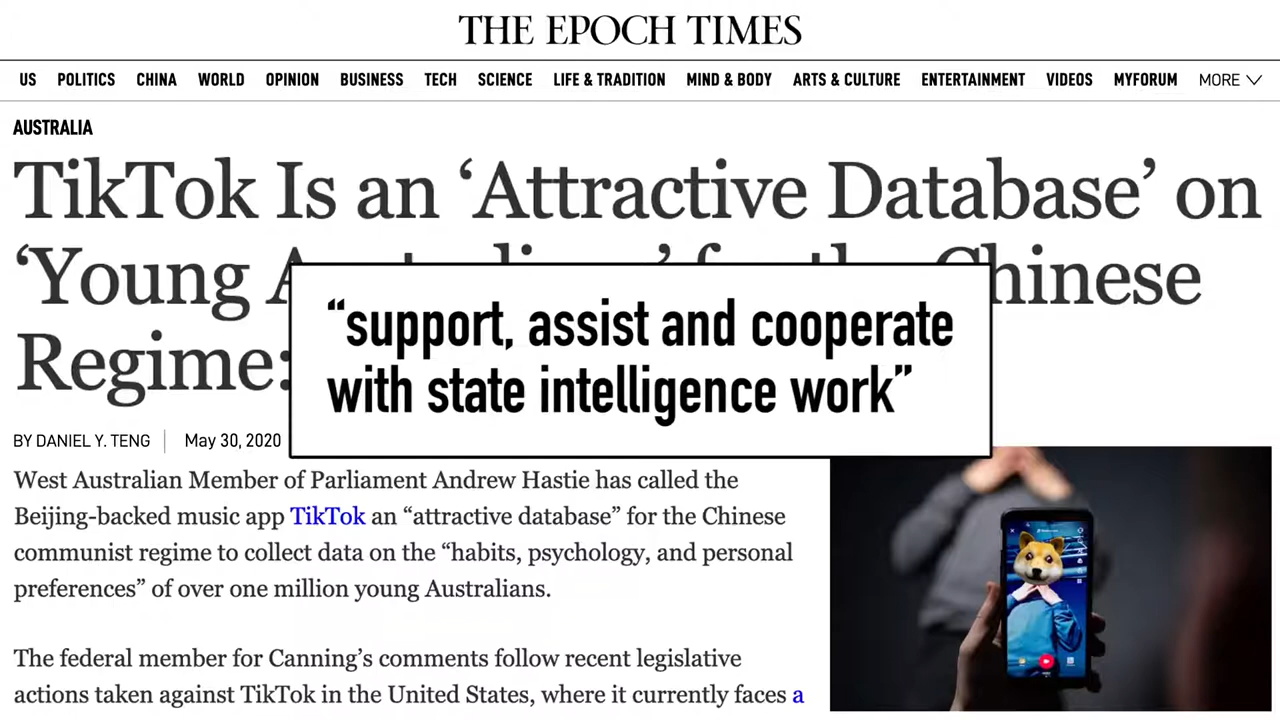 THE EPOCH TIMES
US POLITICS CHINA WORLD OPINION BUSINESS TECH SCIENCE LIFE & TRADITION MIND & BODY ARTS & CULTURE ENTERTAINMENT VIDEOS MYFORUM MORE
AUSTRALIA
TikTok Is an ‘Attractive Database’ on
‘Young Chinese
Regime:
“support, assist and cooperate
with state intelligence work”
BY DANIEL Y. TENG May 30, 2020
West Australian Member of Parliament Andrew Hastie has called the
Beijing-backed music app TikTok an “attractive database” for the Chinese
communist regime to collect data on the “habits, psychology, and personal
preferences” of over one million young Australians.
The federal member for Canning’s comments follow recent legislative
actions taken against TikTok in the United States, where it currently faces a